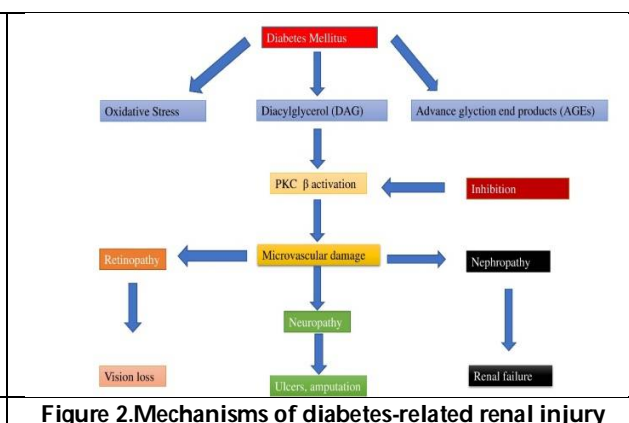 Diabetes Mellitus
Oxidative Stress
Diacylglycerol (DAG)
Advance glyction end products (AGEs)
PKC β activation
Inhibition
Retinopathy
Microvascular damage
Nephropathy
Neuropathy
Vision loss
Ulcers, amputation
Renal failure
Figure 2.Mechanisms of diabetes-related renal injury